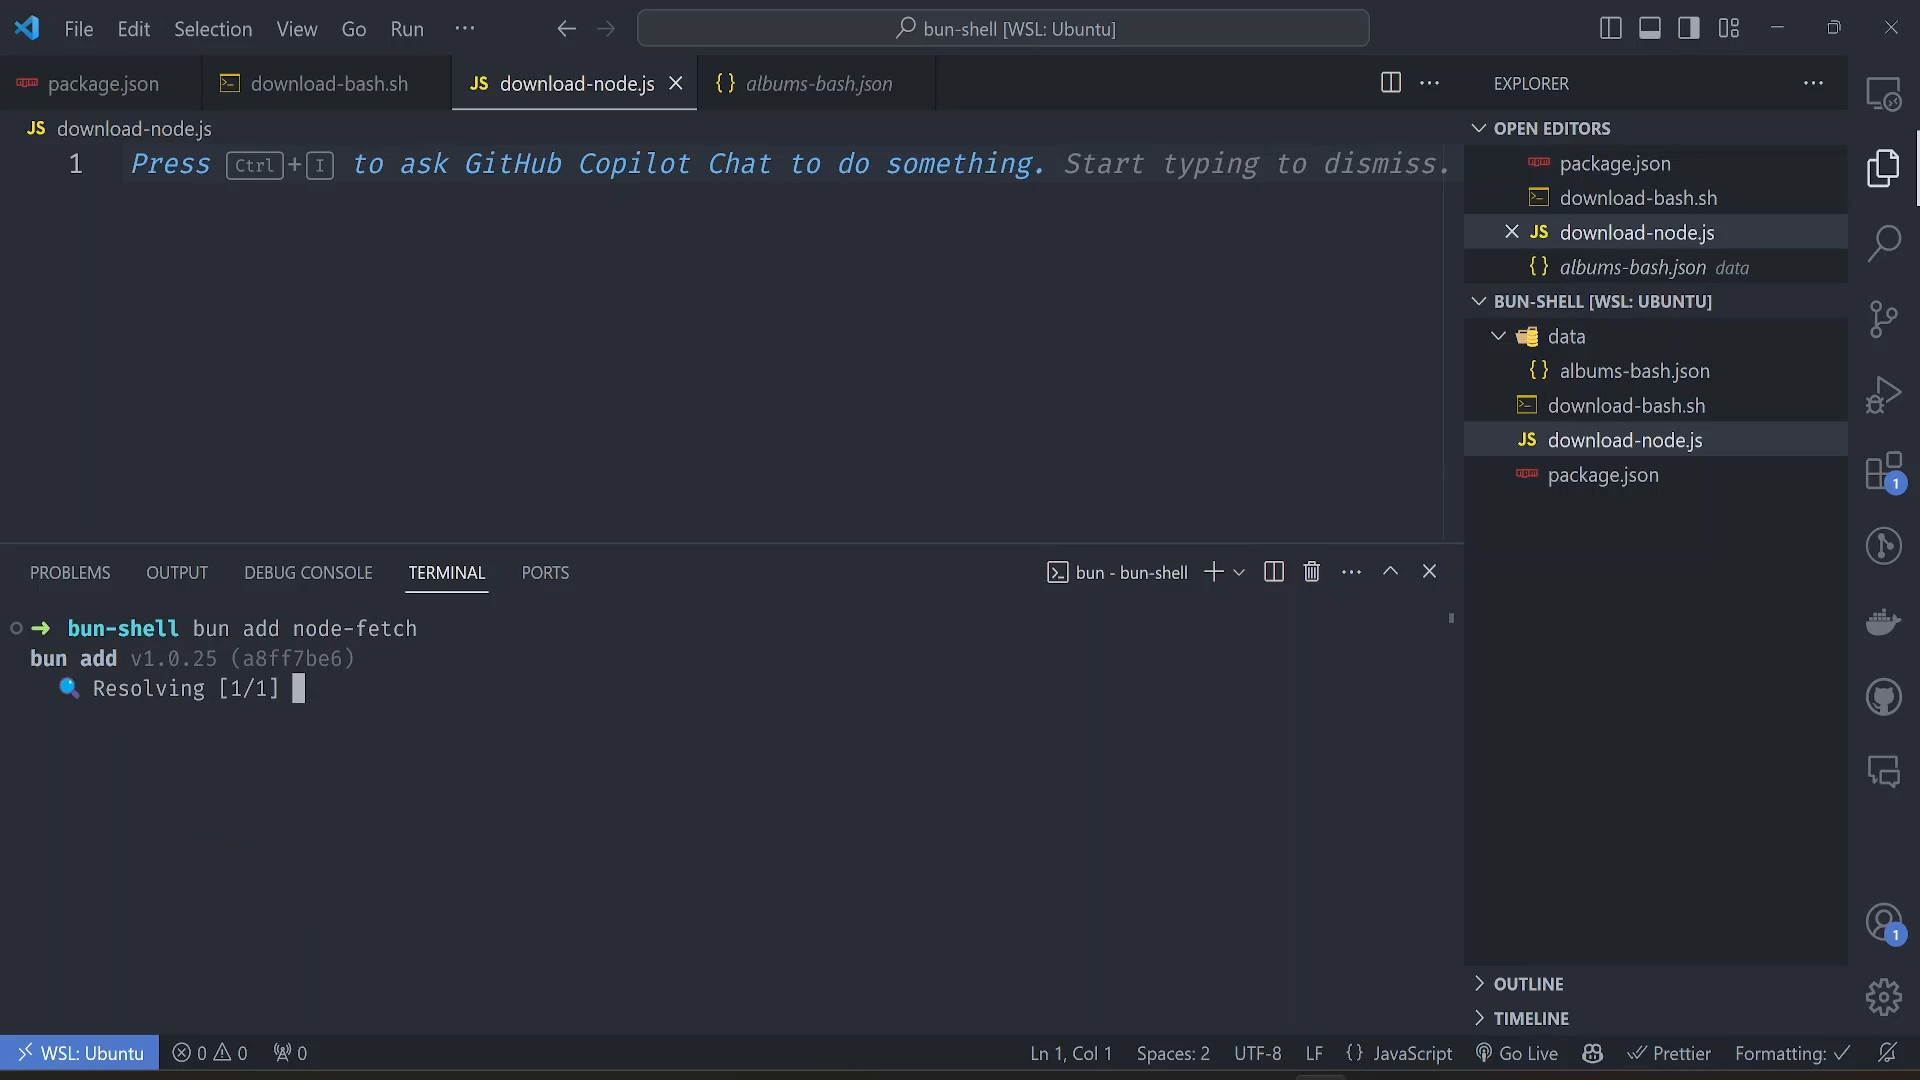 File Edit Selection View Go Run ··· bun-shell [WSL: Ubuntu]
package.json download-bash.sh JS download-node.js {} albums-bash.json
JS download-node.js
1 Press Ctrl+I to ask GitHub Copilot Chat to do something. Start typing to dismiss.
PROBLEMS OUTPUT DEBUG CONSOLE TERMINAL PORTS bun - bun-shell
➜ bun-shell bun add node-fetch
bun add v1.0.25 (a8ff7be6)
🔍 Resolving [1/1]
EXPLORER
OPEN EDITORS
package.json
download-bash.sh
JS download-node.js
{} albums-bash.json data
BUN-SHELL [WSL: UBUNTU]
data
{} albums-bash.json
download-bash.sh
JS download-node.js
package.json
OUTLINE
TIMELINE
1
1
WSL: Ubuntu 0 0 0 Ln 1, Col 1 Spaces: 2 UTF-8 LF {} JavaScript Go Live Prettier Formatting: ✓